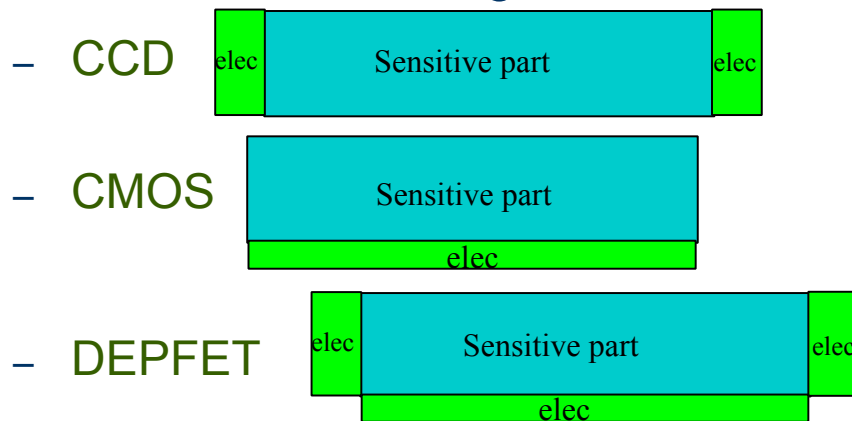 – CCD elec Sensitive part elec
– CMOS Sensitive part
elec
– DEPFET elec Sensitive part elec
elec